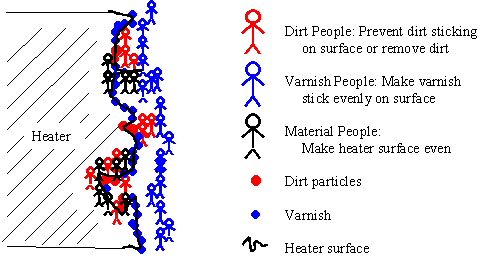 Dirt People: Prevent dirt sticking
on surface or remove dirt
Varnish People: Make varnish
stick evenly on surface
Heater
Material People:
Make heater surface even
Dirt particles
Varnish
Heater surface